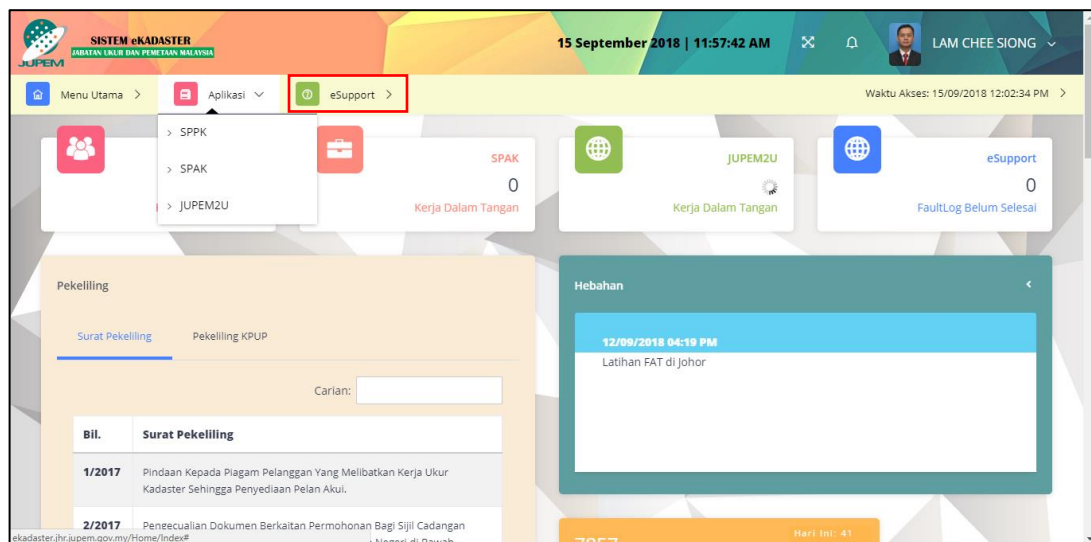 SISTEM eKADASTER
JABATAN UKUR DAN PEMETAAN MALAYSIA
JUPEM
15 September 2018 | 11:57:42 AM
LAM CHEE SIONG
Menu Utama >
Aplikasi
eSupport >
Waktu Akses: 15/09/2018 12:02:34 PM >
> SPPK
> SPAK
> JUPEM2U
SPAK
0
Kerja Dalam Tangan
JUPEM2U
Kerja Dalam Tangan
eSupport
0
FaultLog Belum Selesai
Pekeliling
Surat Pekeliling
Pekeliling KPUP
Carian:
Bil.
Surat Pekeliling
1/2017
Pindaan Kepada Piagam Pelanggan Yang Melibatkan Kerja Ukur
Kadaster Sehingga Penyediaan Pelan Akui.
2/2017
Pengecualian Dokumen Berkaitan Permohonan Bagi Sijil Cadangan
Negeri di Bawah
ekadaster.jhr.jupem.gov.my/Home/Index#
Hebahan
12/09/2018 04:19 PM
Latihan FAT di Johor
Hari Ini: 41